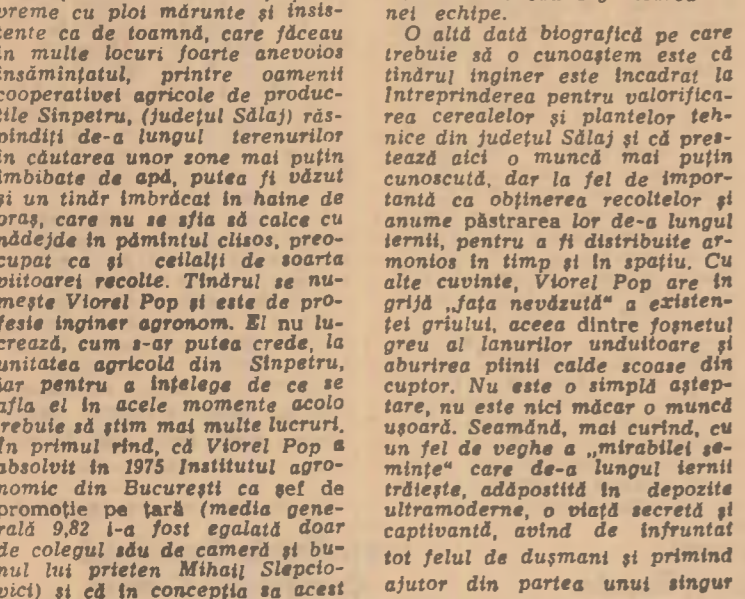 vreme cu ploi mărunte și insis-
tente ca de toamnă, care făceau
în multe locuri foarte anevoios
însămînțatul, printre oamenii
cooperativei agricole de produc-
ție Sînpetru, (județul Sălaj) răs-
pîndiți de-a lungul terenurilor
în căutarea unor zone mai puțin
îmbibate de apă, putea fi văzut
și un tînăr îmbrăcat în haine de
oraș, care nu se sfia să calce cu
nădejde în pămîntul clisos, preo-
cupat ca și ceilalți de soarta
viitoarei recolte. Tînărul se nu-
mește Viorel Pop și este de pro-
fesie inginer agronom. El nu lu-
crează, cum s-ar putea crede, la
unitatea agricolă din Sînpetru,
iar pentru a înțelege de ce se
afla el în acele momente acolo
trebuie să știm mai multe lucruri.
În primul rînd, că Viorel Pop a
absolvit în 1975 Institutul agro-
nomic din București ca șef de
promoție pe țară (media gene-
rală 9,82 i-a fost egalată doar
de colegul său de cameră și bu-
nul lui prieten Mihail Slepcio-
vici) și că în concepția sa acest
nei echipe.
O altă dată biografică pe care
trebuie să o cunoaștem este că
tînărul inginer este încadrat la
Întreprinderea pentru valorifica-
rea cerealelor și plantelor teh-
nice din județul Sălaj și că pres-
tează aici o muncă mai puțin
cunoscută, dar la fel de impor-
tantă ca obținerea recoltelor și
anume păstrarea lor de-a lungul
iernii, pentru a fi distribuite ar-
monios în timp și în spațiu. Cu
alte cuvinte, Viorel Pop are în
grijă „fața nevăzută“ a existen-
ței grîului, aceea dintre foșnetul
greu al lanurilor unduitoare și
aburirea pîinii calde scoase din
cuptor. Nu este o simplă aștep-
tare, nu este nici măcar o muncă
ușoară. Seamănă, mai curînd, cu
un fel de veghe a „mirabilei se-
mințe“ care de-a lungul iernii
trăiește, adăpostită în depozite
ultramoderne, o viață secretă și
captivantă, avînd de înfruntat
tot felul de dușmani și primind
ajutor din partea unui singur